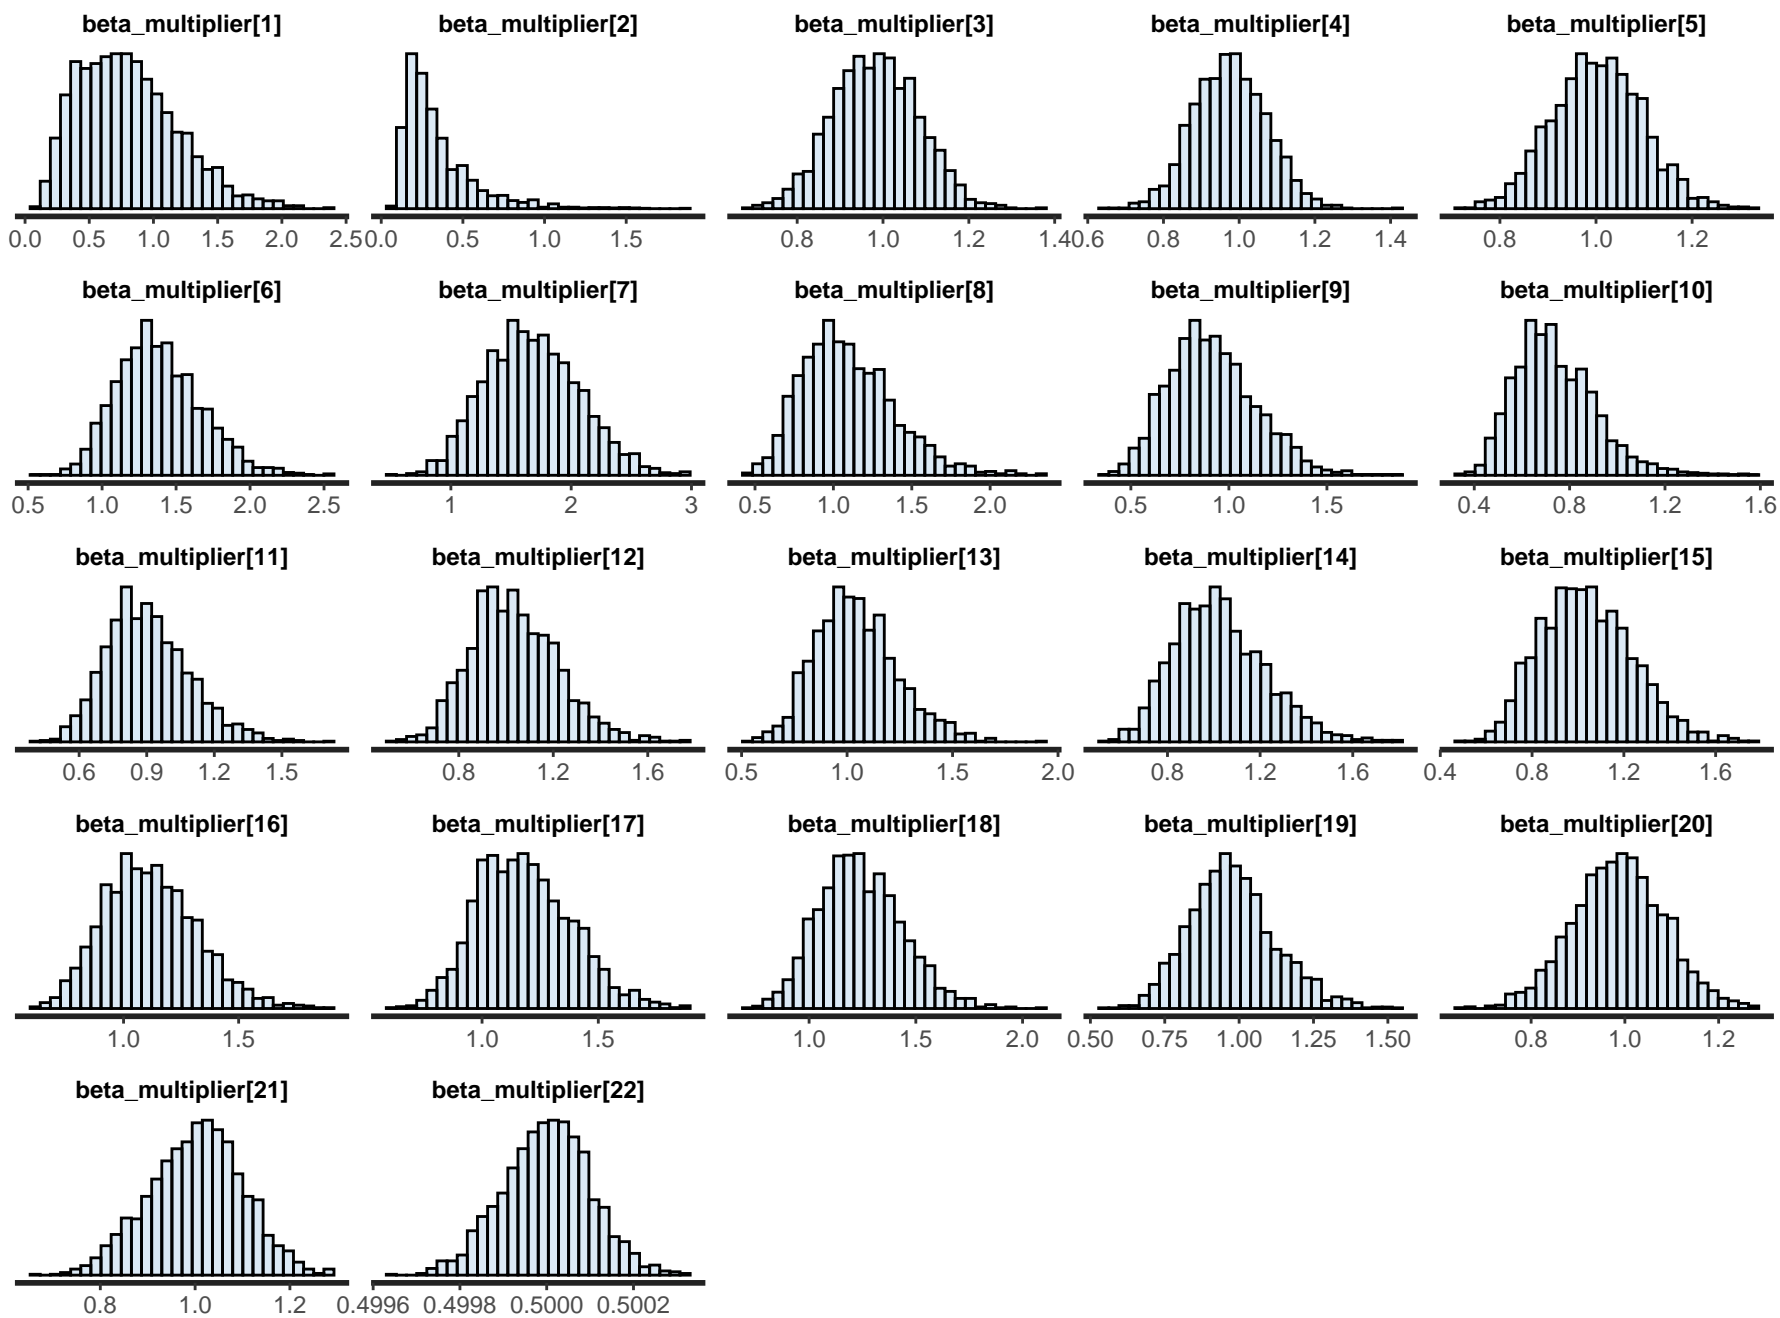 beta_multiplier[1] beta_multiplier[2] beta_multiplier[3] beta_multiplier[4] beta_multiplier[5]
0.0 0.5 1.0 1.5 2.0 2.5 0.0 0.5 1.0 1.5 0.8 1.0 1.2 1.4 0.6 0.8 1.0 1.2 1.4 0.8 1.0 1.2
beta_multiplier[6] beta_multiplier[7] beta_multiplier[8] beta_multiplier[9] beta_multiplier[10]
0.5 1.0 1.5 2.0 2.5 1 2 3 0.5 1.0 1.5 2.0 0.5 1.0 1.5 0.4 0.8 1.2 1.6
beta_multiplier[11] beta_multiplier[12] beta_multiplier[13] beta_multiplier[14] beta_multiplier[15]
0.6 0.9 1.2 1.5 0.8 1.2 1.6 0.5 1.0 1.5 2.0 0.8 1.2 1.6 0.4 0.8 1.2 1.6
beta_multiplier[16] beta_multiplier[17] beta_multiplier[18] beta_multiplier[19] beta_multiplier[20]
1.0 1.5 1.0 1.5 1.0 1.5 2.0 0.50 0.75 1.00 1.25 1.50 0.8 1.0 1.2
beta_multiplier[21] beta_multiplier[22]
0.8 1.0 1.2 0.4996 0.4998 0.5000 0.5002